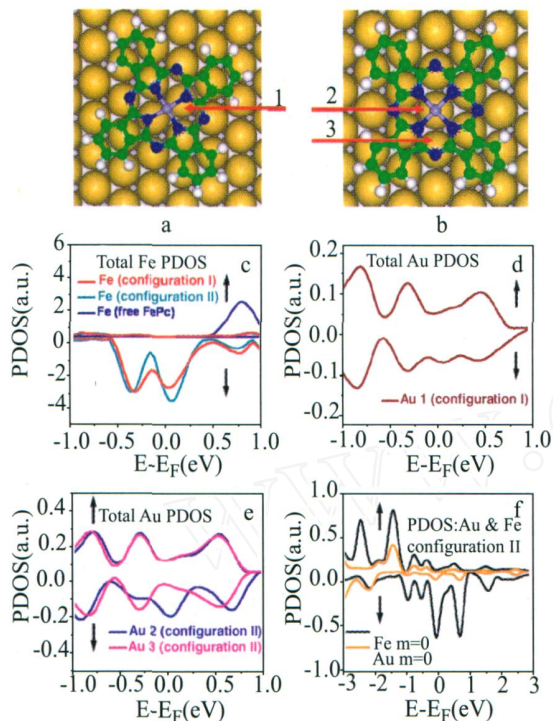 1
2
3
a
b
c
Total Fe PDOS
Fe (configuration I)
Fe (configuration II)
Fe (free FePc)
PDOS(a.u.)
6
4
2
0
-2
-4
-1.0 -0.5 0.0 0.5 1.0
E-EF(eV)
d
Total Au PDOS
Au 1 (configuration I)
PDOS(a.u.)
0.2
0.1
0.0
-0.1
-0.2
-1.0 -0.5 0.0 0.5 1.0
E-EF(eV)
e
Total Au PDOS
Au 2 (configuration II)
Au 3 (configuration II)
PDOS(a.u.)
0.4
0.2
0.0
-0.2
-0.4
-1.0 -0.5 0.0 0.5 1.0
E-EF(eV)
f
PDOS:Au & Fe
configuration II
Fe m=0
Au m=0
PDOS(a.u.)
1.0
0.5
0.0
-0.5
-1.0
-3 -2 -1 0 +1 +2 3
E-EF(eV)